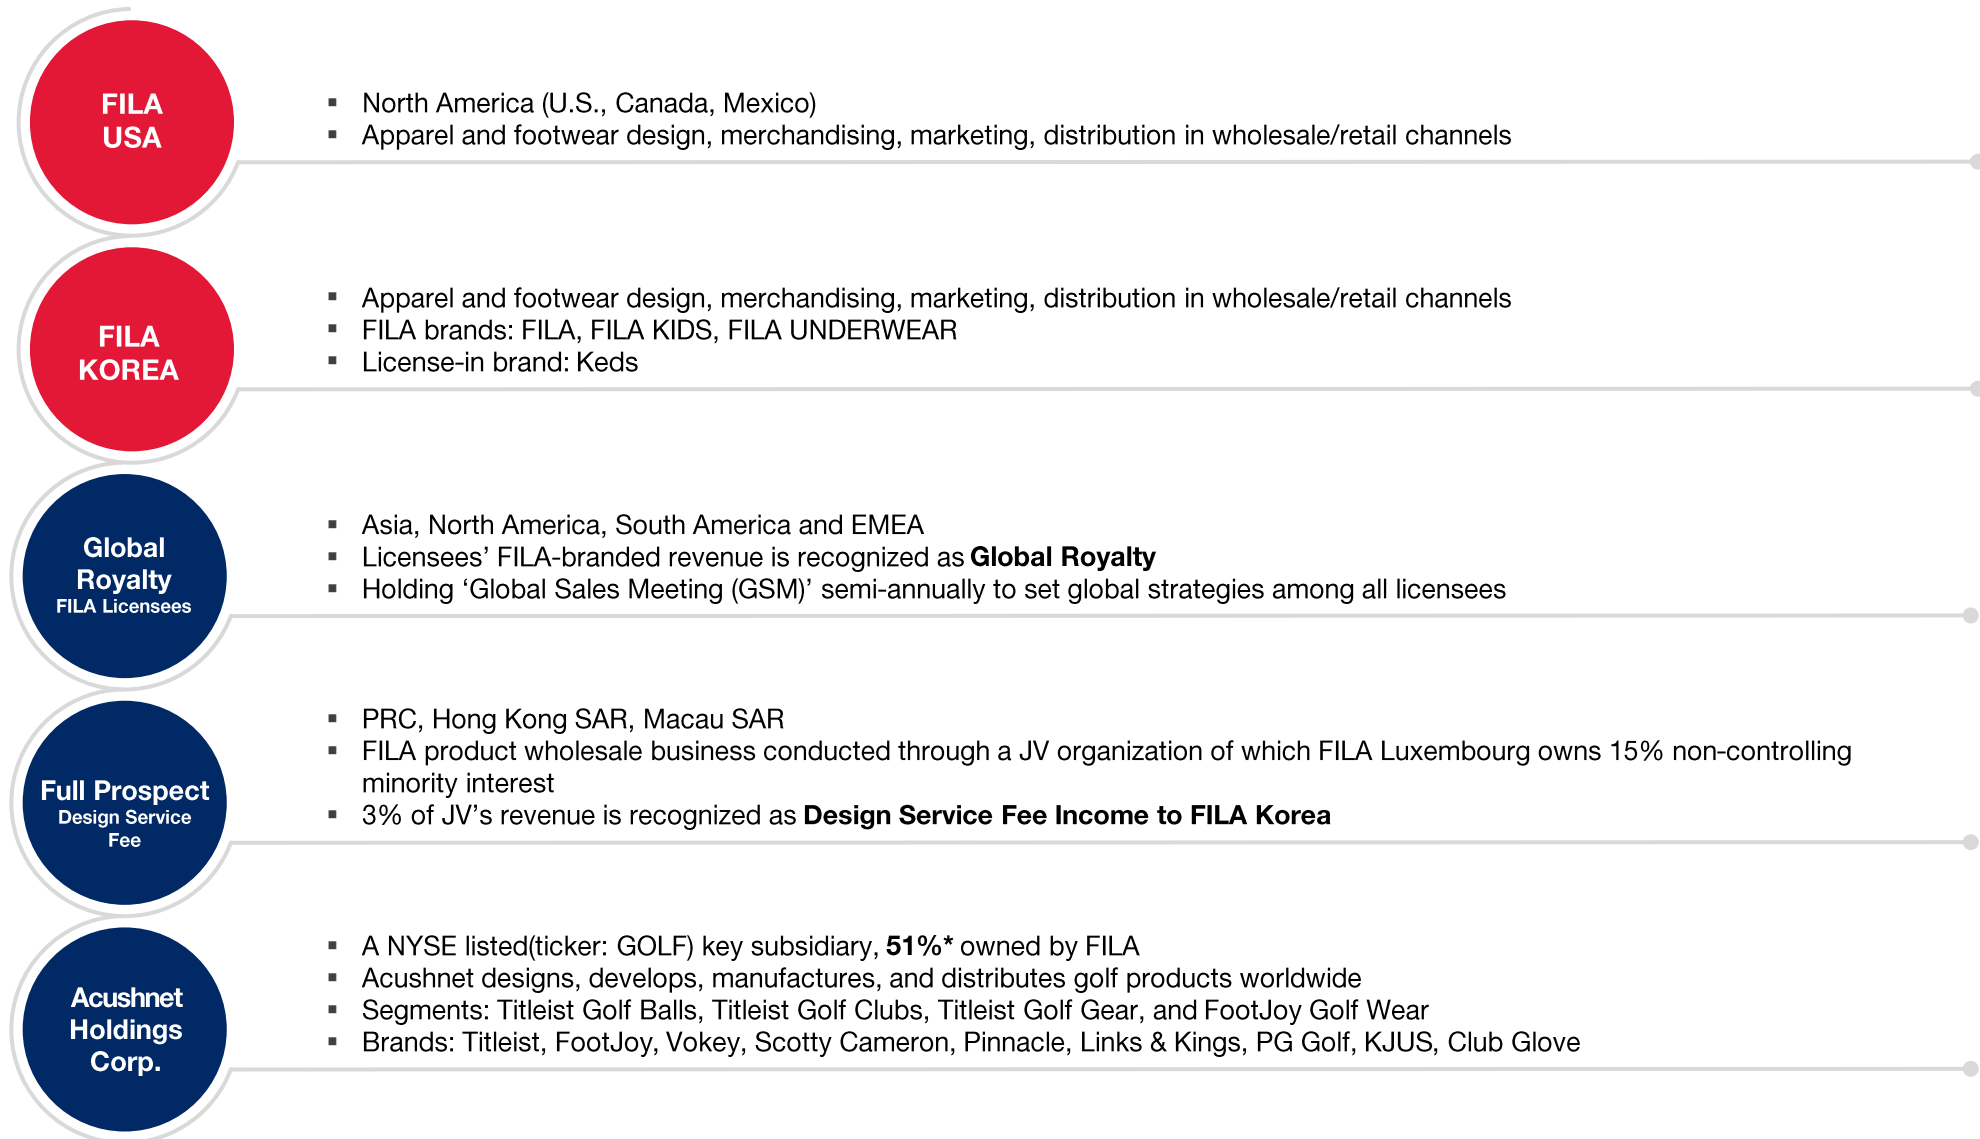 FILA
USA
▪ North America (U.S., Canada, Mexico)
▪ Apparel and footwear design, merchandising, marketing, distribution in wholesale/retail channels
FILA
KOREA
▪ Apparel and footwear design, merchandising, marketing, distribution in wholesale/retail channels
▪ FILA brands: FILA, FILA KIDS, FILA UNDERWEAR
▪ License-in brand: Keds
Global
Royalty
FILA Licensees
▪ Asia, North America, South America and EMEA
▪ Licensees’ FILA-branded revenue is recognized as Global Royalty
▪ Holding ‘Global Sales Meeting (GSM)’ semi-annually to set global strategies among all licensees
Full Prospect
Design Service
Fee
▪ PRC, Hong Kong SAR, Macau SAR
▪ FILA product wholesale business conducted through a JV organization of which FILA Luxembourg owns 15% non-controlling
minority interest
▪ 3% of JV’s revenue is recognized as Design Service Fee Income to FILA Korea
Acushnet
Holdings
Corp.
▪ A NYSE listed(ticker: GOLF) key subsidiary, 51%* owned by FILA
▪ Acushnet designs, develops, manufactures, and distributes golf products worldwide
▪ Segments: Titleist Golf Balls, Titleist Golf Clubs, Titleist Golf Gear, and FootJoy Golf Wear
▪ Brands: Titleist, FootJoy, Vokey, Scotty Cameron, Pinnacle, Links & Kings, PG Golf, KJUS, Club Glove